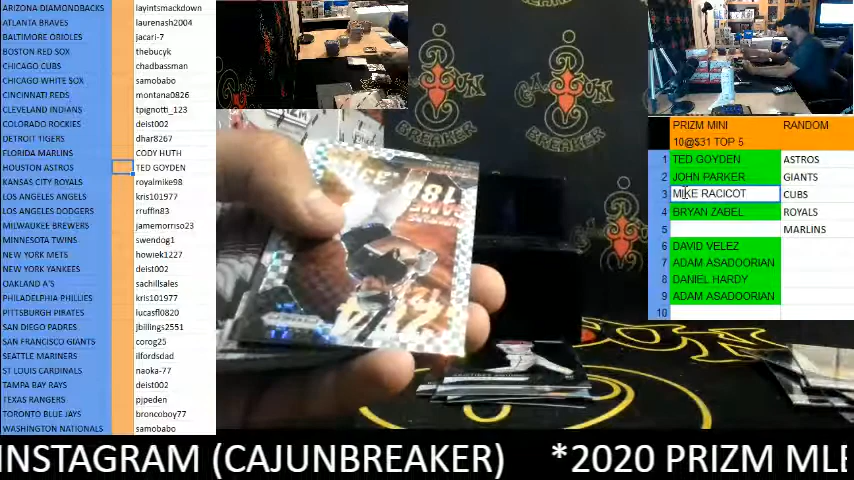 ARIZONA DIAMONDBACKS layintsmackdown
ATLANTA BRAVES laurenash2004
BALTIMORE ORIOLES jacari-7
BOSTON RED SOX thebucyk
CHICAGO CUBS chadbassman
CHICAGO WHITE SOX samobabo
CINCINNATI REDS montana0826
CLEVELAND INDIANS tpignotti_123
COLORADO ROCKIES deist002
DETROIT TIGERS dhar8267
FLORIDA MARLINS CODY HUTH
HOUSTON ASTROS TED GOYDEN
KANSAS CITY ROYALS royalmike98
LOS ANGELES ANGELS kris101977
LOS ANGELES DODGERS rruffin83
MILWAUKEE BREWERS jamemorriso23
MINNESOTA TWINS swendog1
NEW YORK METS howiek1227
NEW YORK YANKEES deist002
OAKLAND A'S sachillsales
PHILADELPHIA PHILLIES kris101977
PITTSBURGH PIRATES lucasfl0820
SAN DIEGO PADRES jbillings2551
SAN FRANCISCO GIANTS corog25
SEATTLE MARINERS ilfordsdad
ST LOUIS CARDINALS naoka-77
TAMPA BAY RAYS deist002
TEXAS RANGERS pjpeden
TORONTO BLUE JAYS broncoboy77
WASHINGTON NATIONALS samobabo
BREAKER
BREAKER
PRIZM MINI RANDOM
10@$31 TOP 5
1 TED GOYDEN ASTROS
2 JOHN PARKER GIANTS
3 MIKE RACICOT CUBS
4 BRYAN ZABEL ROYALS
5 MARLINS
6 DAVID VELEZ
7 ADAM ASADOORIAN
8 DANIEL HARDY
9 ADAM ASADOORIAN
10
INSTAGRAM (CAJUNBREAKER) *2020 PRIZM MLB